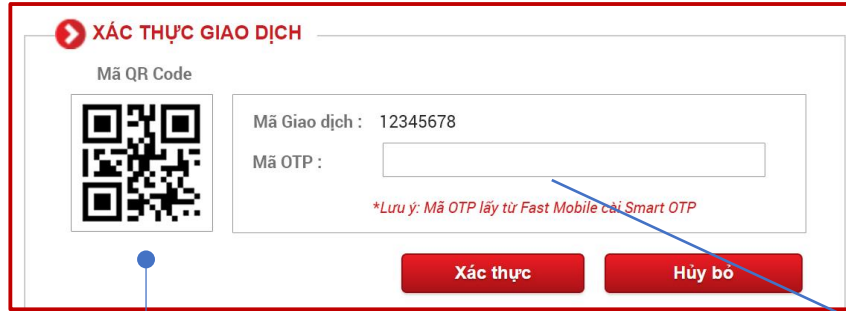 XÁC THỰC GIAO DỊCH
Mã QR Code
Mã Giao dịch : 12345678
Mã OTP :
*Lưu ý: Mã OTP lấy từ Fast Mobile cài Smart OTP
Xác thực Hủy bỏ